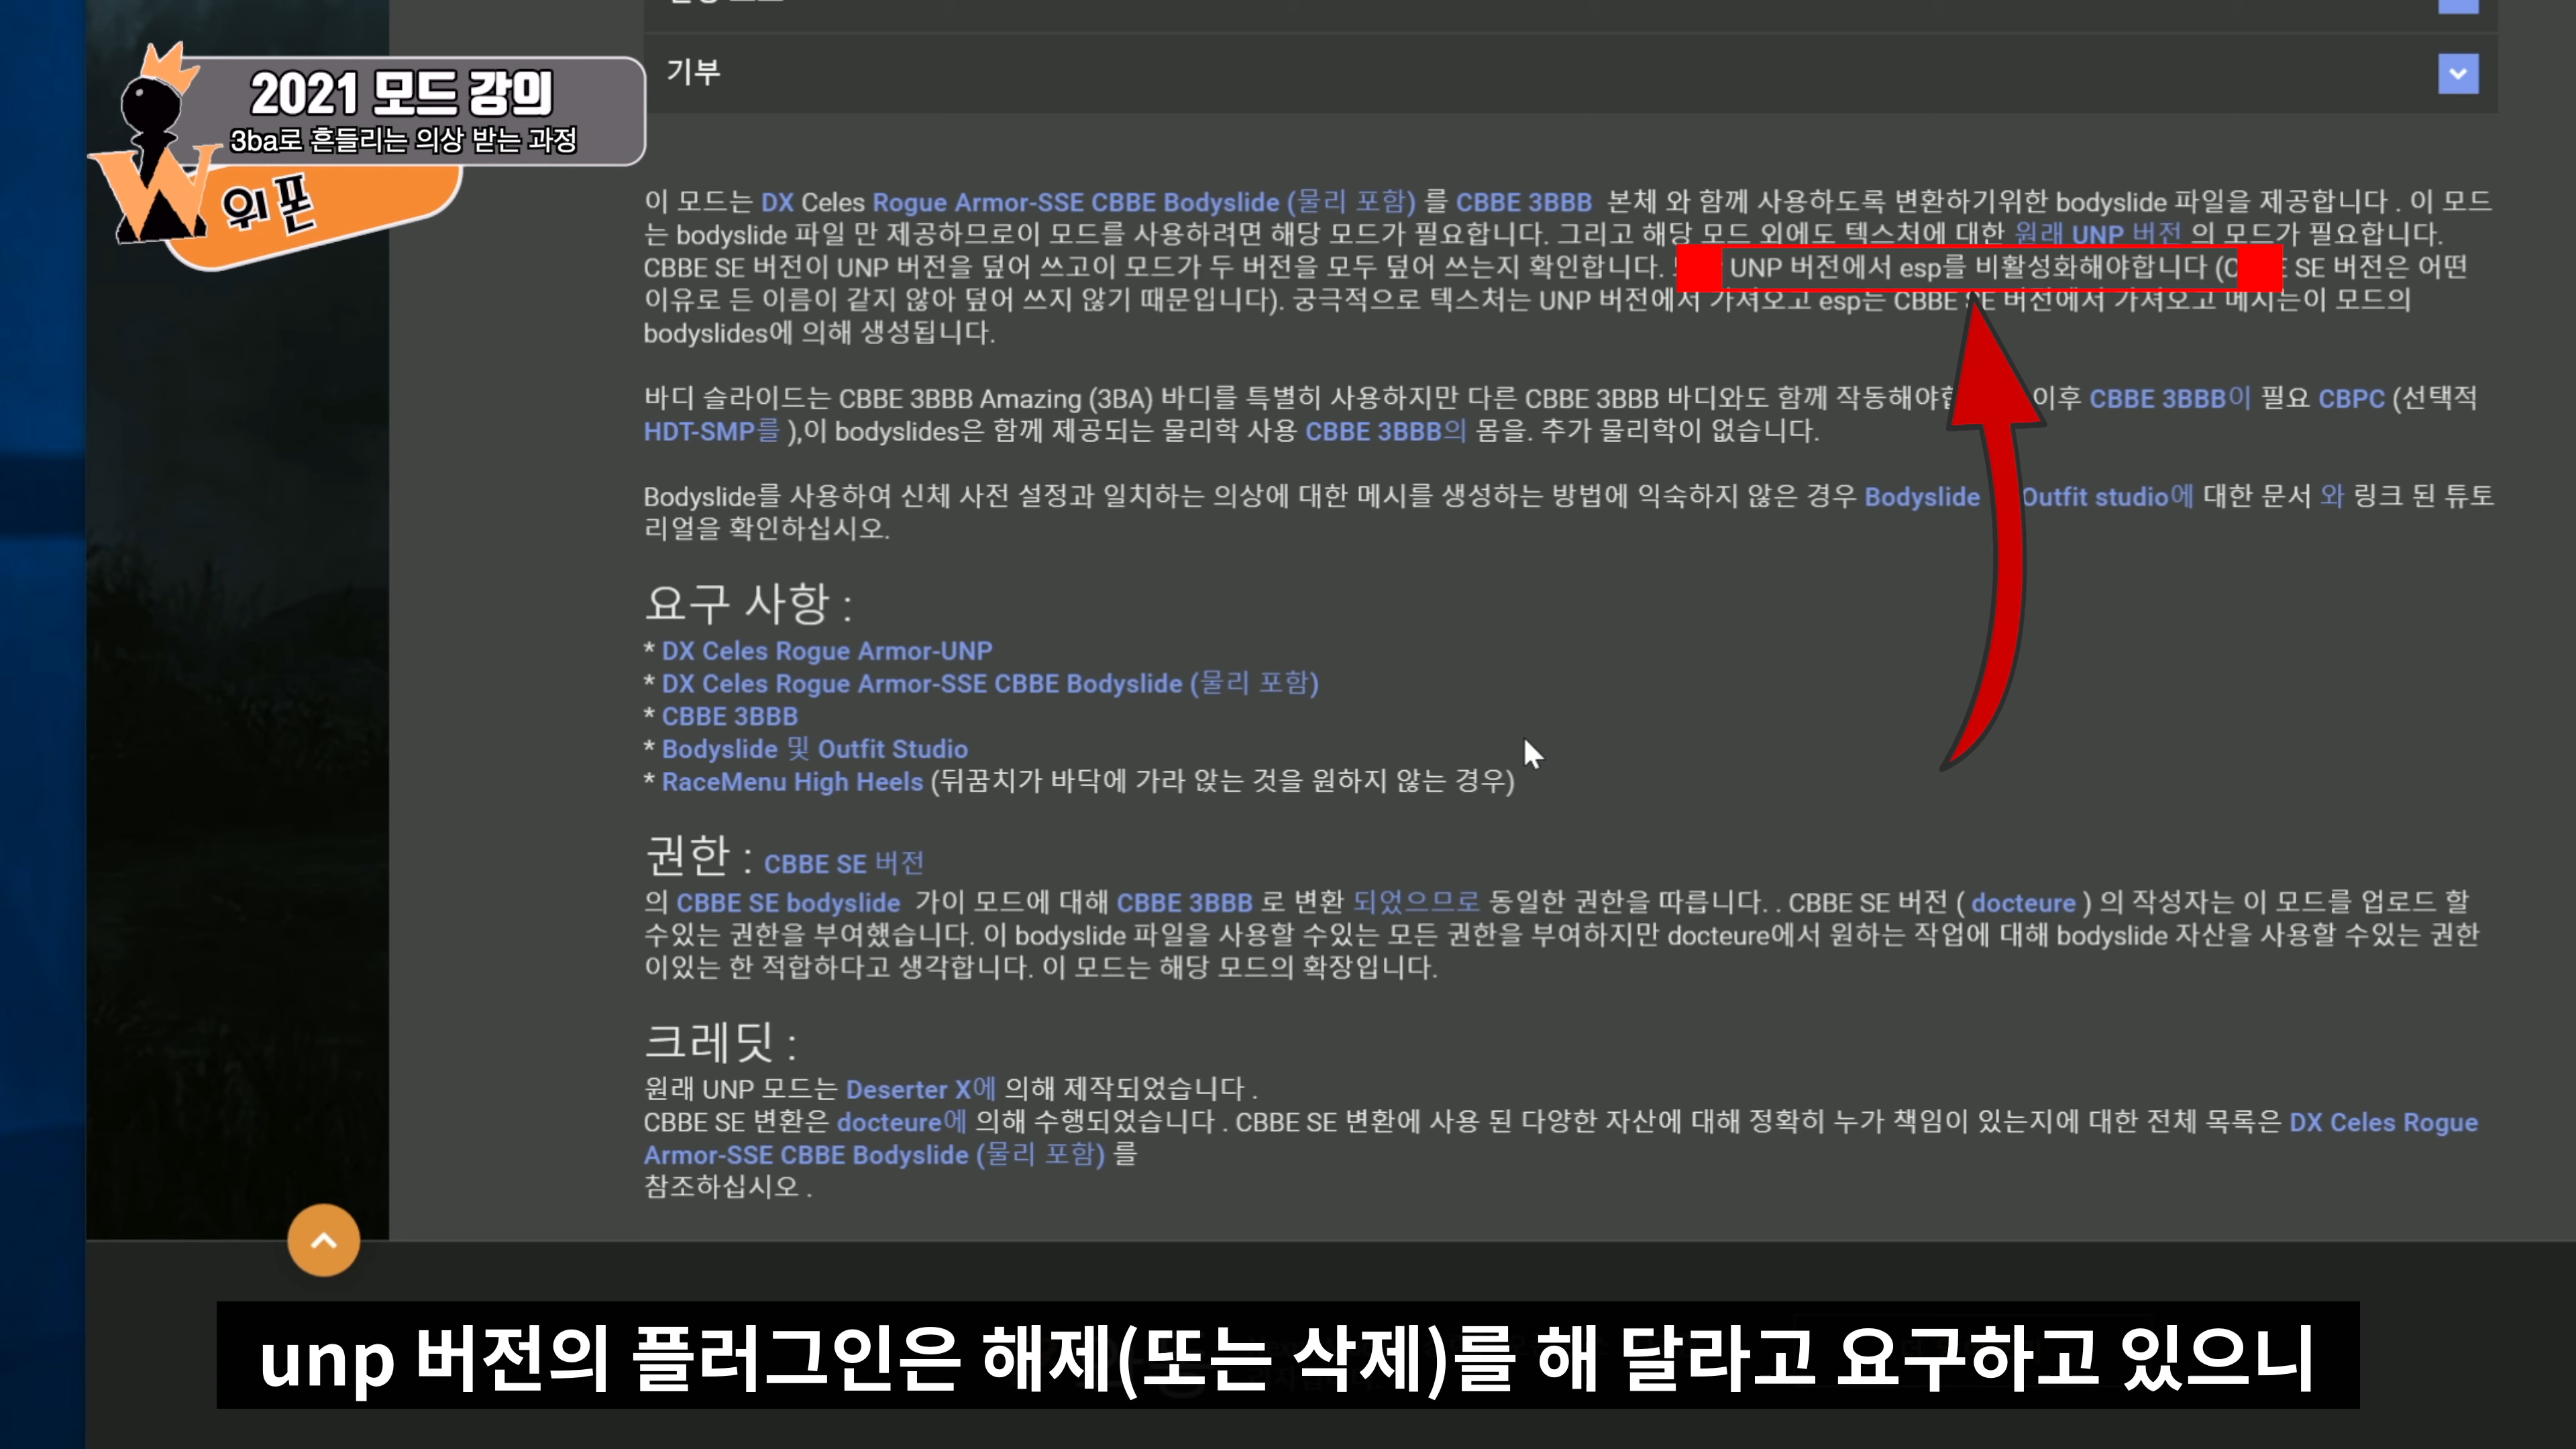 2021 모드 강의
3ba로 흔들리는 의상 받는 과정
W 위폰
기부
이 모드는 DX Celes Rogue Armor-SSE CBBE Bodyslide (물리 포함) 를 CBBE 3BBB 본체 와 함께 사용하도록 변환하기위한 bodyslide 파일을 제공합니다 . 이 모드
는 bodyslide 파일 만 제공하므로이 모드를 사용하려면 해당 모드가 필요합니다. 그리고 해당 모드 외에도 텍스처에 대한 원래 UNP 버전 의 모드가 필요합니다.
CBBE SE 버전이 UNP 버전을 덮어 쓰고이 모드가 두 버전을 모두 덮어 쓰는지 확인합니다. UNP 버전에서 esp를 비활성화해야합니다 ( SE 버전은 어떤
이유로 든 이름이 같지 않아 덮어 쓰지 않기 때문입니다). 궁극적으로 텍스처는 UNP 버전에서 가져오고 esp는 CBBE SE 버전에서 가져오고 메시는이 모드의
bodyslides에 의해 생성됩니다.
바디 슬라이드는 CBBE 3BBB Amazing (3BA) 바디를 특별히 사용하지만 다른 CBBE 3BBB 바디와도 함께 이후 CBBE 3BBB이 필요 CBPC (선택적
HDT-SMP를 ),이 bodyslides은 함께 제공되는 물리학 사용 CBBE 3BBB의 몸을. 추가 물리학이 없습니다.
Bodyslide를 사용하여 신체 사전 설정과 일치하는 의상에 대한 메시를 생성하는 방법에 익숙하지 않은 경우 Bodyslide Outfit studio에 대한 문서 와 링크 된 튜토
리얼을 확인하십시오.
요구 사항 :
* DX Celes Rogue Armor-UNP
* DX Celes Rogue Armor-SSE CBBE Bodyslide (물리 포함)
* CBBE 3BBB
* Bodyslide 및 Outfit Studio
* RaceMenu High Heels (뒤꿈치가 바닥에 가라 앉는 것을 원하지 않는 경우)
권한 : CBBE SE 버전
의 CBBE SE bodyslide 가이 모드에 대해 CBBE 3BBB 로 변환 되었으므로 동일한 권한을 따릅니다. . CBBE SE 버전 ( docteure ) 의 작성자는 이 모드를 업로드 할
수있는 권한을 부여했습니다. 이 bodyslide 파일을 사용할 수있는 모든 권한을 부여하지만 docteure에서 원하는 작업에 대해 bodyslide 자산을 사용할 수있는 권한
이있는 한 적합하다고 생각합니다. 이 모드는 해당 모드의 확장입니다.
크레딧 :
원래 UNP 모드는 Deserter X에 의해 제작되었습니다 .
CBBE SE 변환은 docteure에 의해 수행되었습니다 . CBBE SE 변환에 사용 된 다양한 자산에 대해 정확히 누가 책임이 있는지에 대한 전체 목록은 DX Celes Rogue
Armor-SSE CBBE Bodyslide (물리 포함) 를
참조하십시오 .
unp 버전의 플러그인은 해제(또는 삭제)를 해 달라고 요구하고 있으니